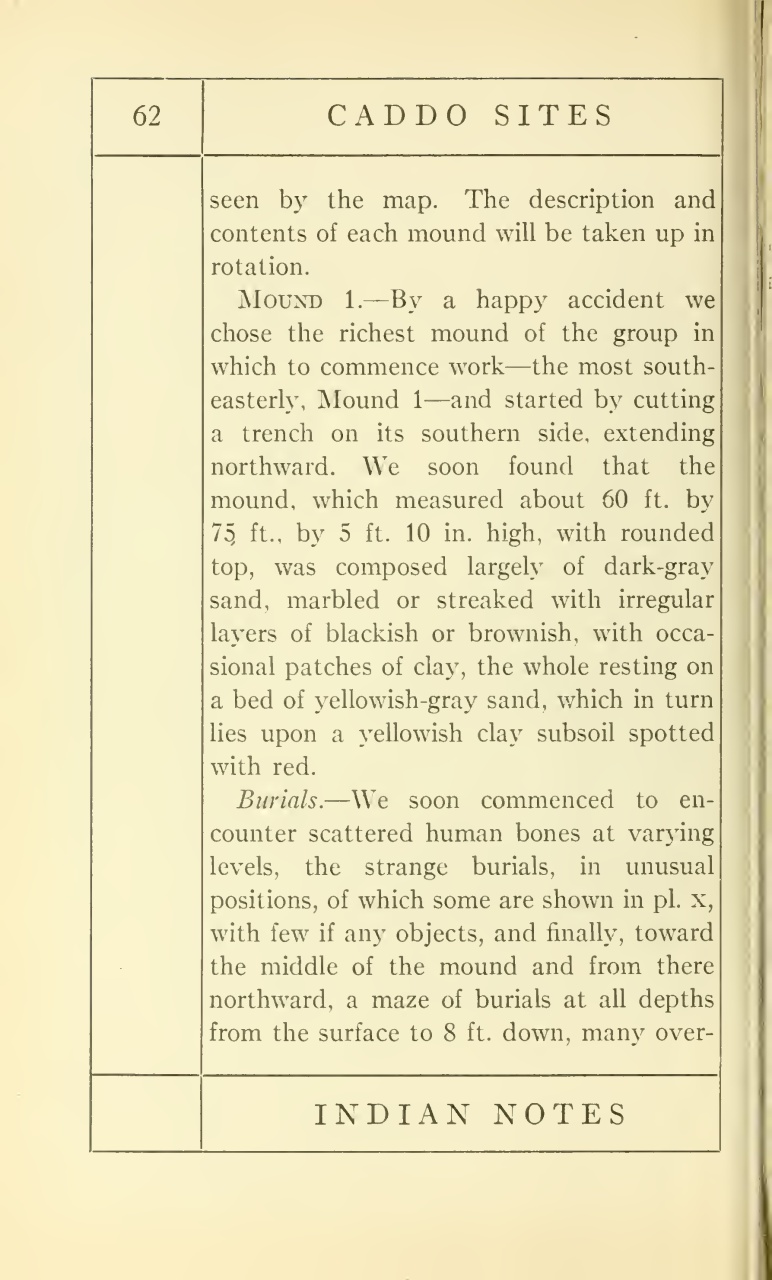 62
CADDO SITES
seen by the map. The description and
contents of each mound will be taken up in
rotation.
MOUND 1.—By a happy accident we
chose the richest mound of the group in
which to commence work—the most south-
easterly, Mound 1—and started by cutting
a trench on its southern side, extending
northward. We soon found that the
mound, which measured about 60 ft. by
75 ft., by 5 ft. 10 in. high, with rounded
top, was composed largely of dark-gray
sand, marbled or streaked with irregular
layers of blackish or brownish, with occa-
sional patches of clay, the whole resting on
a bed of yellowish-gray sand, which in turn
lies upon a yellowish clay subsoil spotted
with red.
Burials.—We soon commenced to en-
counter scattered human bones at varying
levels, the strange burials, in unusual
positions, of which some are shown in pl. X,
with few if any objects, and finally, toward
the middle of the mound and from there
northward, a maze of burials at all depths
from the surface to 8 ft. down, many over-
INDIAN NOTES